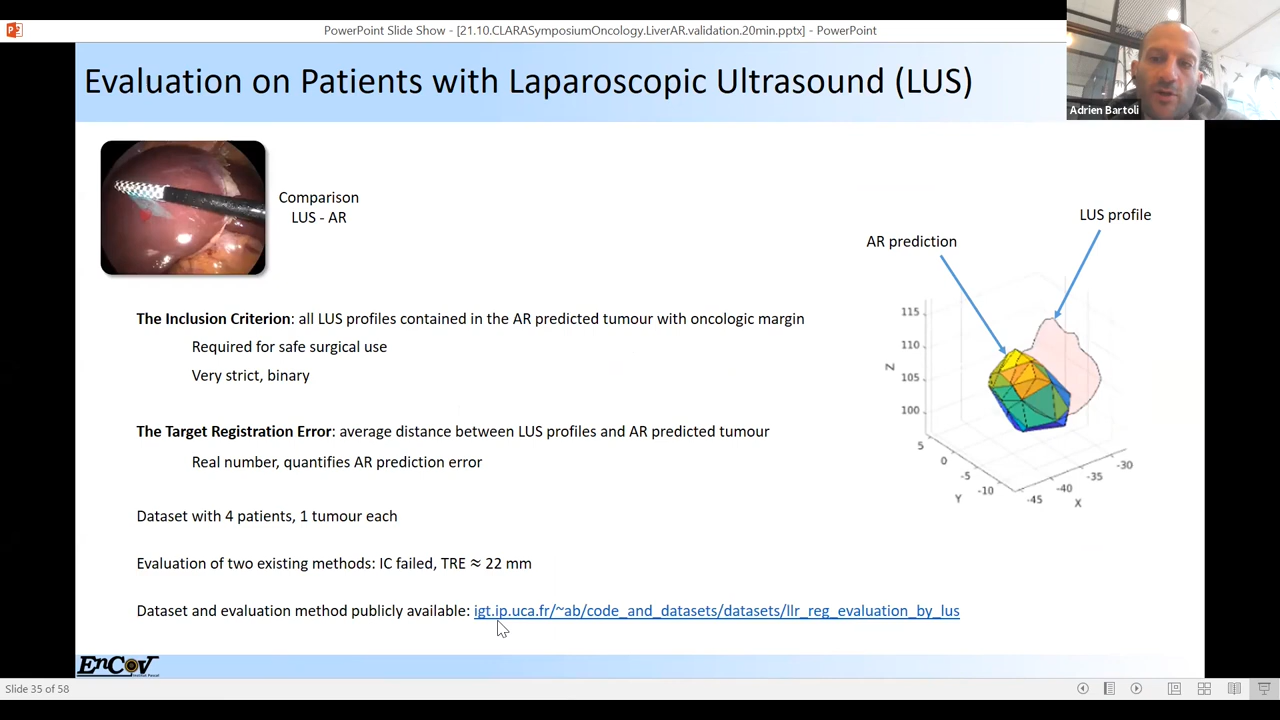 PowerPoint Slide Show - [21.10.CLARASymposiumOncology.LiverAR.validation.20min.pptx] - PowerPoint
Adrien Bartoli
Evaluation on Patients with Laparoscopic Ultrasound (LUS)
Comparison
LUS - AR
LUS profile
AR prediction
The Inclusion Criterion: all LUS profiles contained in the AR predicted tumour with oncologic margin
Required for safe surgical use
Very strict, binary
The Target Registration Error: average distance between LUS profiles and AR predicted tumour
Real number, quantifies AR prediction error
Dataset with 4 patients, 1 tumour each
Evaluation of two existing methods: IC failed, TRE ≈ 22 mm
Dataset and evaluation method publicly available: igt.ip.uca.fr/~ab/code_and_datasets/datasets/llr_reg_evaluation_by_lus
115
110
105
100
Z
5
0
-5
-10
Y
-45
-40
-35
-30
X
EnCoV
Slide 35 of 58